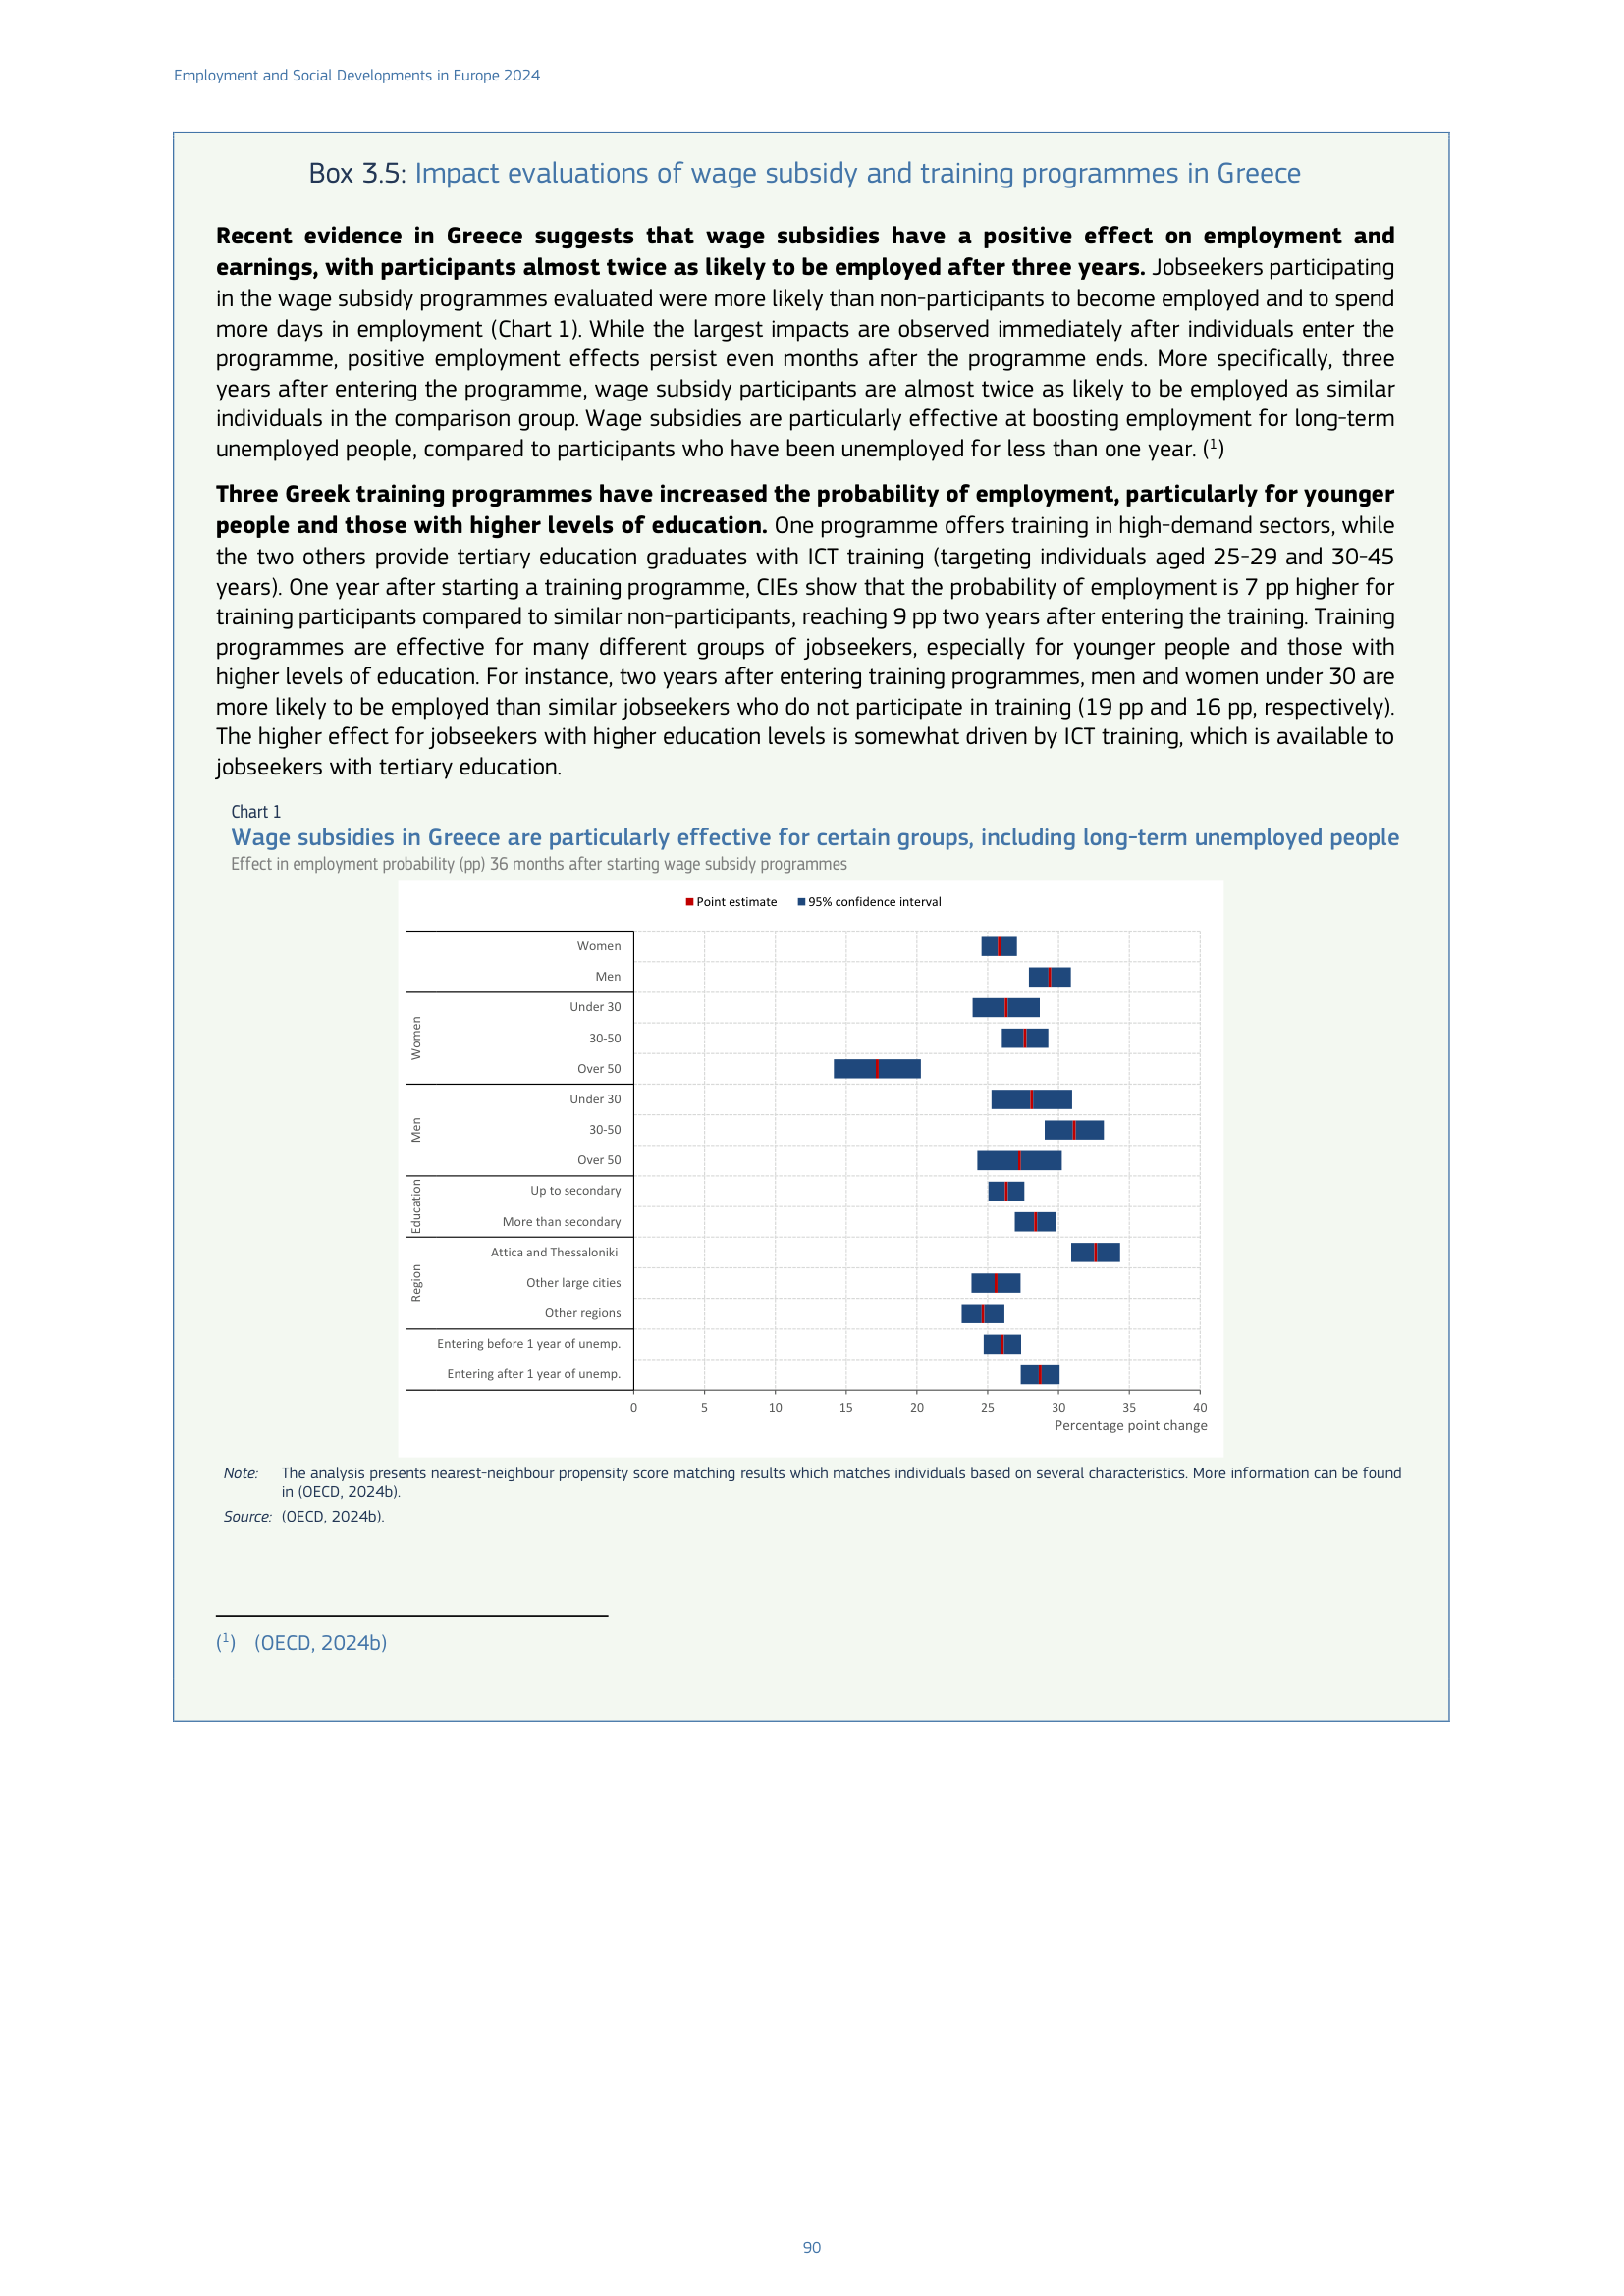 Employment and Social Developments in Europe 2024
Box 3.5: Impact evaluations of wage subsidy and training programmes in Greece
Recent evidence in Greece suggests that wage subsidies have a positive effect on employment and
earnings, with participants almost twice as likely to be employed after three years. Jobseekers participating
in the wage subsidy programmes evaluated were more likely than non-participants to become employed and to spend
more days in employment (Chart 1). While the largest impacts are observed immediately after individuals enter the
programme, positive employment effects persist even months after the programme ends. More specifically, three
years after entering the programme, wage subsidy participants are almost twice as likely to be employed as similar
individuals in the comparison group. Wage subsidies are particularly effective at boosting employment for long-term
unemployed people, compared to participants who have been unemployed for less than one year. (1)
Three Greek training programmes have increased the probability of employment, particularly for younger
people and those with higher levels of education. One programme offers training in high-demand sectors, while
the two others provide tertiary education graduates with ICT training (targeting individuals aged 25-29 and 30-45
years). One year after starting a training programme, CIEs show that the probability of employment is 7 pp higher for
training participants compared to similar non-participants, reaching 9 pp two years after entering the training. Training
programmes are effective for many different groups of jobseekers, especially for younger people and those with
higher levels of education. For instance, two years after entering training programmes, men and women under 30 are
more likely to be employed than similar jobseekers who do not participate in training (19 pp and 16 pp, respectively).
The higher effect for jobseekers with higher education levels is somewhat driven by ICT training, which is available to
jobseekers with tertiary education.
Chart 1
Wage subsidies in Greece are particularly effective for certain groups, including long-term unemployed people
Effect in employment probability (pp) 36 months after starting wage subsidy programmes
Point estimate 95% confidence interval
Women
Men
Women
Under 30
30-50
Over 50
Men
Under 30
30-50
Over 50
Education
Up to secondary
More than secondary
Region
Attica and Thessaloniki
Other large cities
Other regions
Entering before 1 year of unemp.
Entering after 1 year of unemp.
0 5 10 15 20 25 30 35 40
Percentage point change
Note: The analysis presents nearest-neighbour propensity score matching results which matches individuals based on several characteristics. More information can be found
in (OECD, 2024b).
Source: (OECD, 2024b).
(1) (OECD, 2024b)
90